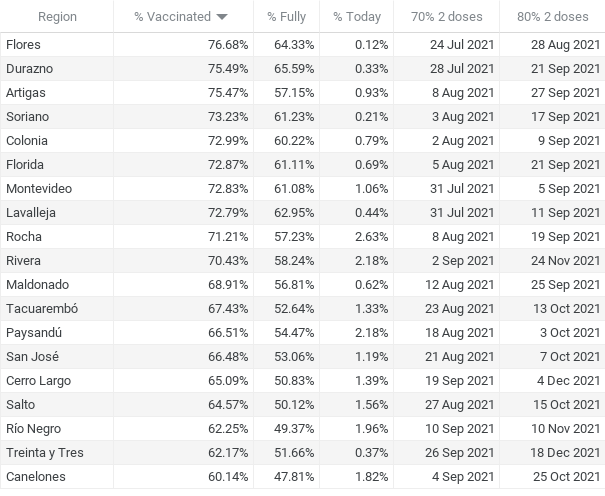 Region % Vaccinated % Fully % Today 70% 2 doses 80% 2 doses
Flores 76.68% 64.33% 0.12% 24 Jul 2021 28 Aug 2021
Durazno 75.49% 65.59% 0.33% 28 Jul 2021 21 Sep 2021
Artigas 75.47% 57.15% 0.93% 8 Aug 2021 27 Sep 2021
Soriano 73.23% 61.23% 0.21% 3 Aug 2021 17 Sep 2021
Colonia 72.99% 60.22% 0.79% 2 Aug 2021 9 Sep 2021
Florida 72.87% 61.11% 0.69% 5 Aug 2021 21 Sep 2021
Montevideo 72.83% 61.08% 1.06% 31 Jul 2021 5 Sep 2021
Lavalleja 72.79% 62.95% 0.44% 31 Jul 2021 11 Sep 2021
Rocha 71.21% 57.23% 2.63% 8 Aug 2021 19 Sep 2021
Rivera 70.43% 58.24% 2.18% 2 Sep 2021 24 Nov 2021
Maldonado 68.91% 56.81% 0.62% 12 Aug 2021 25 Sep 2021
Tacuarembó 67.43% 52.64% 1.33% 23 Aug 2021 13 Oct 2021
Paysandú 66.51% 54.47% 2.18% 18 Aug 2021 3 Oct 2021
San José 66.48% 53.06% 1.19% 21 Aug 2021 7 Oct 2021
Cerro Largo 65.09% 50.83% 1.39% 19 Sep 2021 4 Dec 2021
Salto 64.57% 50.12% 1.56% 27 Aug 2021 15 Oct 2021
Río Negro 62.25% 49.37% 1.96% 10 Sep 2021 10 Nov 2021
Treinta y Tres 62.17% 51.66% 0.37% 26 Sep 2021 18 Dec 2021
Canelones 60.14% 47.81% 1.82% 4 Sep 2021 25 Oct 2021